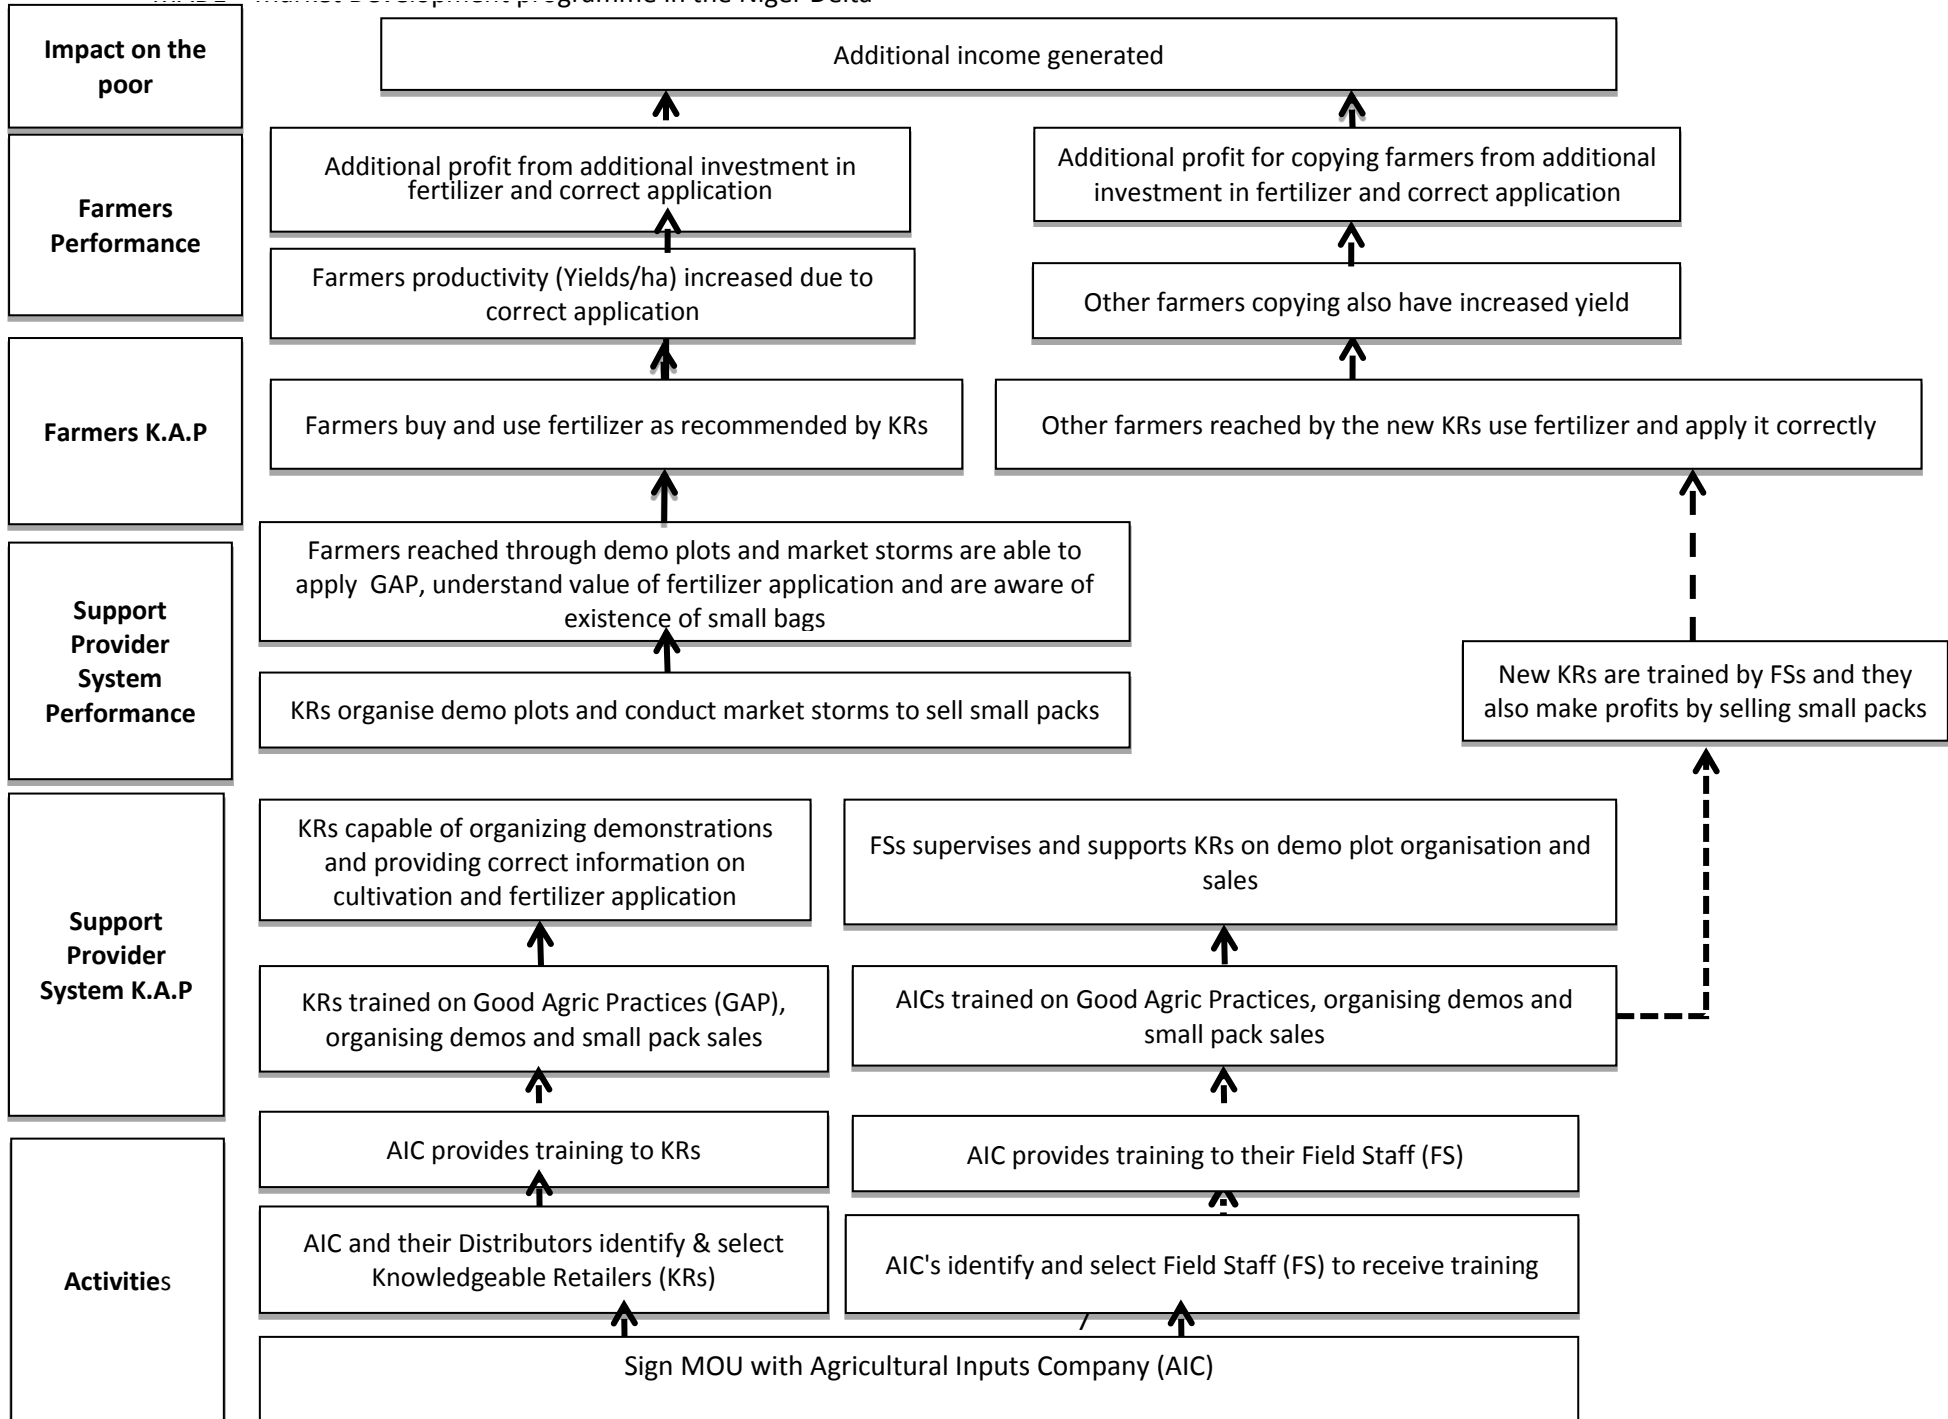 MADE – Market Development programme in the Niger Delta
Impact on the
poor
Additional income generated
Farmers
Performance
Additional profit from additional investment in
fertilizer and correct application
Additional profit for copying farmers from additional
investment in fertilizer and correct application
Farmers productivity (Yields/ha) increased due to
correct application
Other farmers copying also have increased yield
Farmers K.A.P
Farmers buy and use fertilizer as recommended by KRs
Other farmers reached by the new KRs use fertilizer and apply it correctly
Support
Provider
System
Performance
Farmers reached through demo plots and market storms are able to
apply GAP, understand value of fertilizer application and are aware of
existence of small bags
KRs organise demo plots and conduct market storms to sell small packs
New KRs are trained by FSs and they
also make profits by selling small packs
Support
Provider
System K.A.P
KRs capable of organizing demonstrations
and providing correct information on
cultivation and fertilizer application
FSs supervises and supports KRs on demo plot organisation and
sales
KRs trained on Good Agric Practices (GAP),
organising demos and small pack sales
AICs trained on Good Agric Practices, organising demos and
small pack sales
Activities
AIC provides training to KRs
AIC provides training to their Field Staff (FS)
AIC and their Distributors identify & select
Knowledgeable Retailers (KRs)
AIC's identify and select Field Staff (FS) to receive training
7
Sign MOU with Agricultural Inputs Company (AIC)